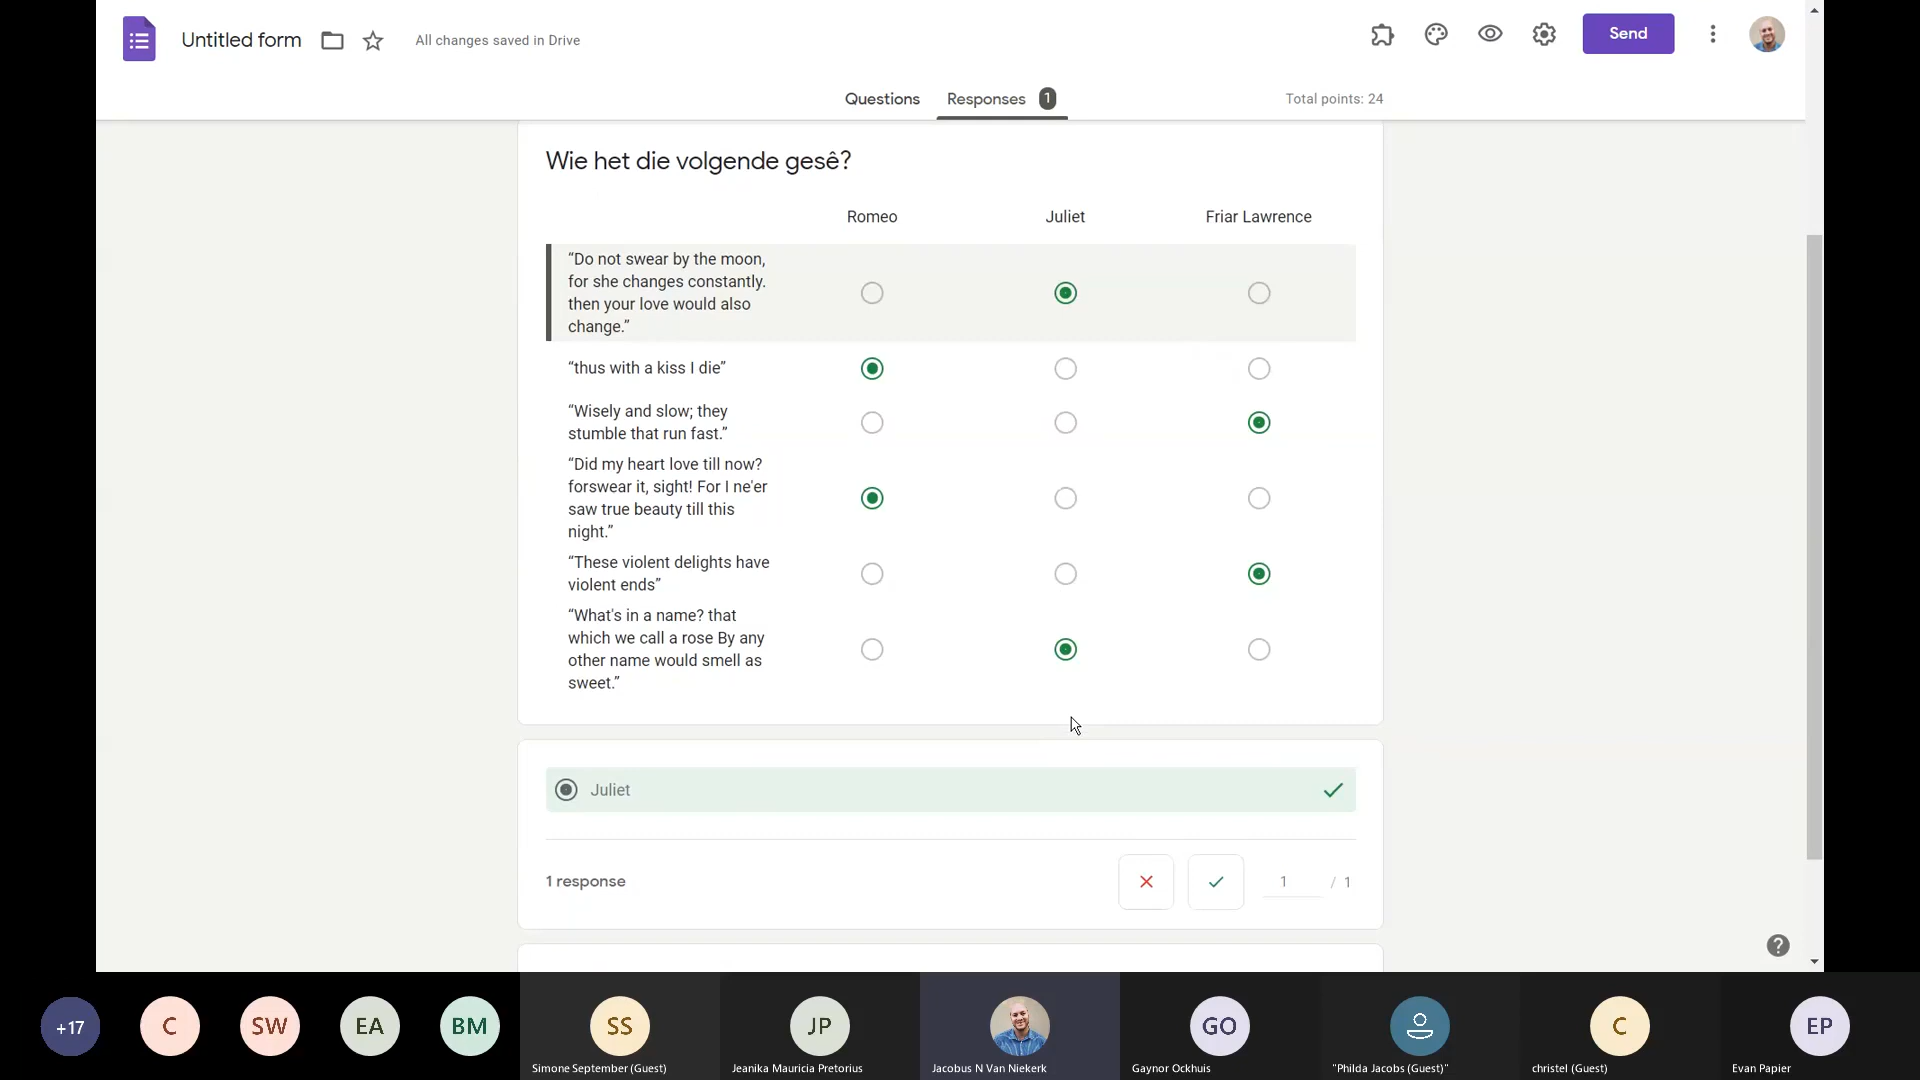 Untitled form
All changes saved in Drive
Send
Questions
Responses 1
Total points: 24
Wie het die volgende gesê?
Romeo
Juliet
Friar Lawrence
“Do not swear by the moon,
for she changes constantly.
then your love would also
change.”
“thus with a kiss I die”
“Wisely and slow; they
stumble that run fast.”
“Did my heart love till now?
forswear it, sight! For I ne'er
saw true beauty till this
night.”
“These violent delights have
violent ends”
“What's in a name? that
which we call a rose By any
other name would smell as
sweet.”
Juliet
1 response
1 / 1
+17
C
SW
EA
BM
SS
JP
GO
C
EP
Simone September (Guest)
Jeanika Mauricia Pretorius
Jacobus N Van Niekerk
Gaynor Ockhuis
"Philda Jacobs (Guest)"
christel (Guest)
Evan Papier